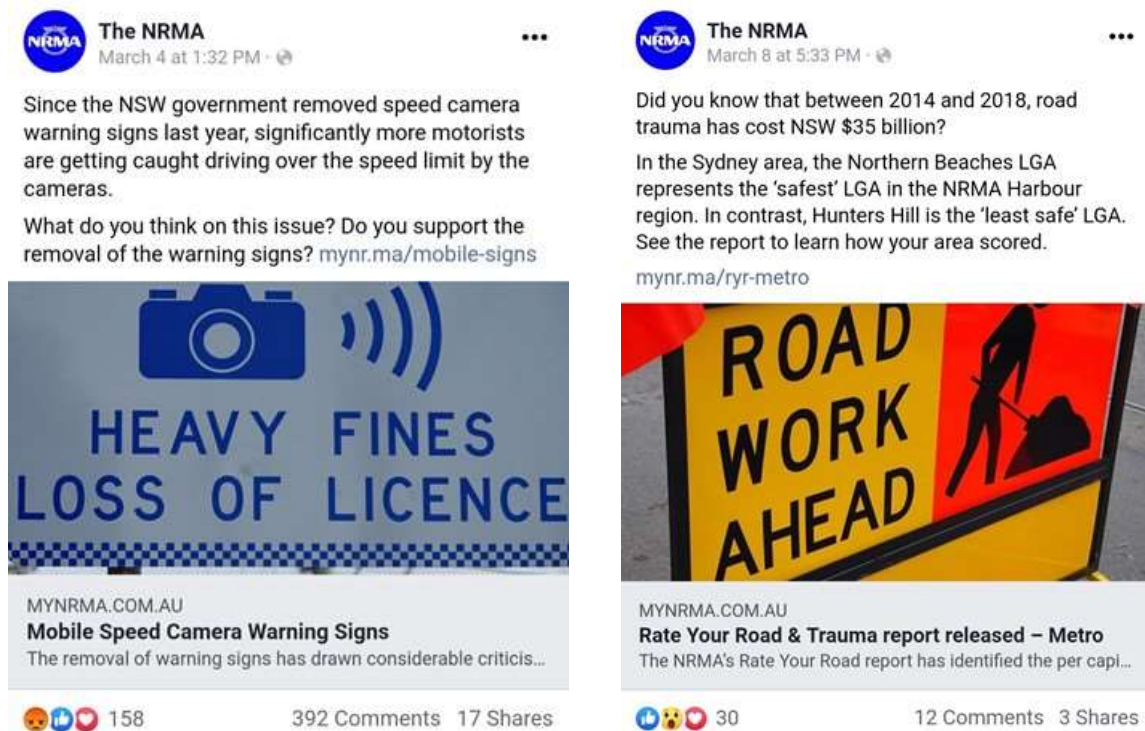 NRMA
The NRMA
March 4 at 1:32 PM ·
Since the NSW government removed speed camera
warning signs last year, significantly more motorists
are getting caught driving over the speed limit by the
cameras.
What do you think on this issue? Do you support the
removal of the warning signs? mynr.ma/mobile-signs
HEAVY FINES
LOSS OF LICENCE
MYNRMA.COM.AU
Mobile Speed Camera Warning Signs
The removal of warning signs has drawn considerable criticis...
158 392 Comments 17 Shares
NRMA
The NRMA
March 8 at 5:33 PM ·
Did you know that between 2014 and 2018, road
trauma has cost NSW $35 billion?
In the Sydney area, the Northern Beaches LGA
represents the ‘safest’ LGA in the NRMA Harbour
region. In contrast, Hunters Hill is the ‘least safe’ LGA.
See the report to learn how your area scored.
mynr.ma/ryr-metro
ROAD
WORK
AHEAD
MYNRMA.COM.AU
Rate Your Road & Trauma report released – Metro
The NRMA's Rate Your Road report has identified the per capi...
30 12 Comments 3 Shares